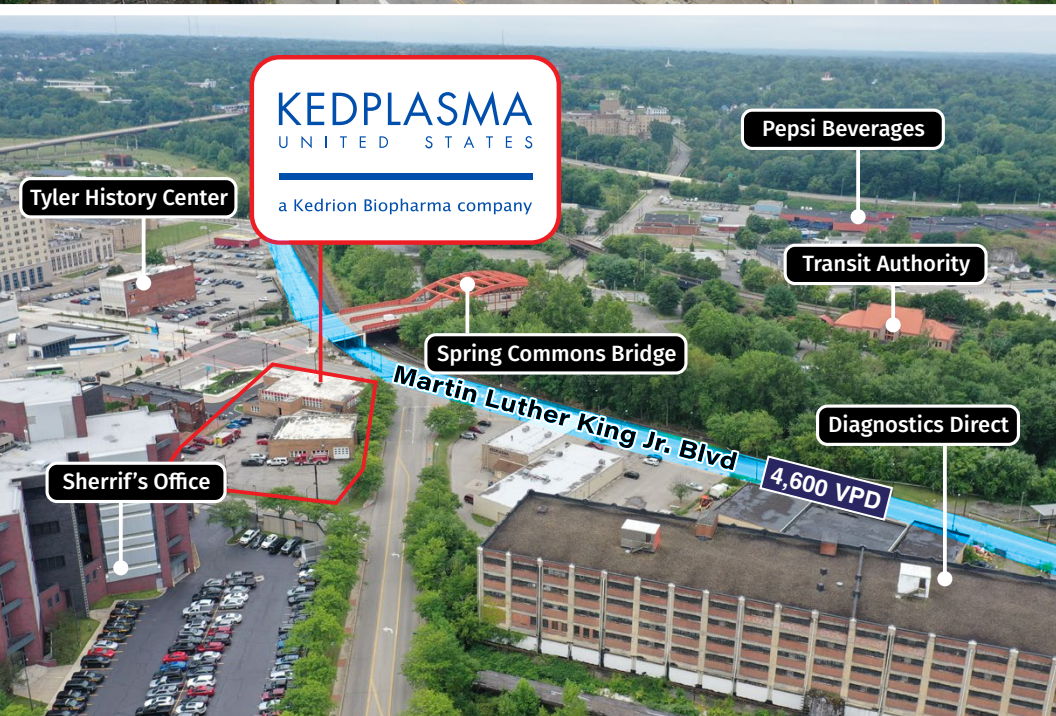 KEDPLASMA
UNITED STATES
a Kedrion Biopharma company
Pepsi Beverages
Tyler History Center
Transit Authority
Spring Commons Bridge
Martin Luther King Jr. Blvd
Diagnostics Direct
4,600 VPD
Sherrif's Office